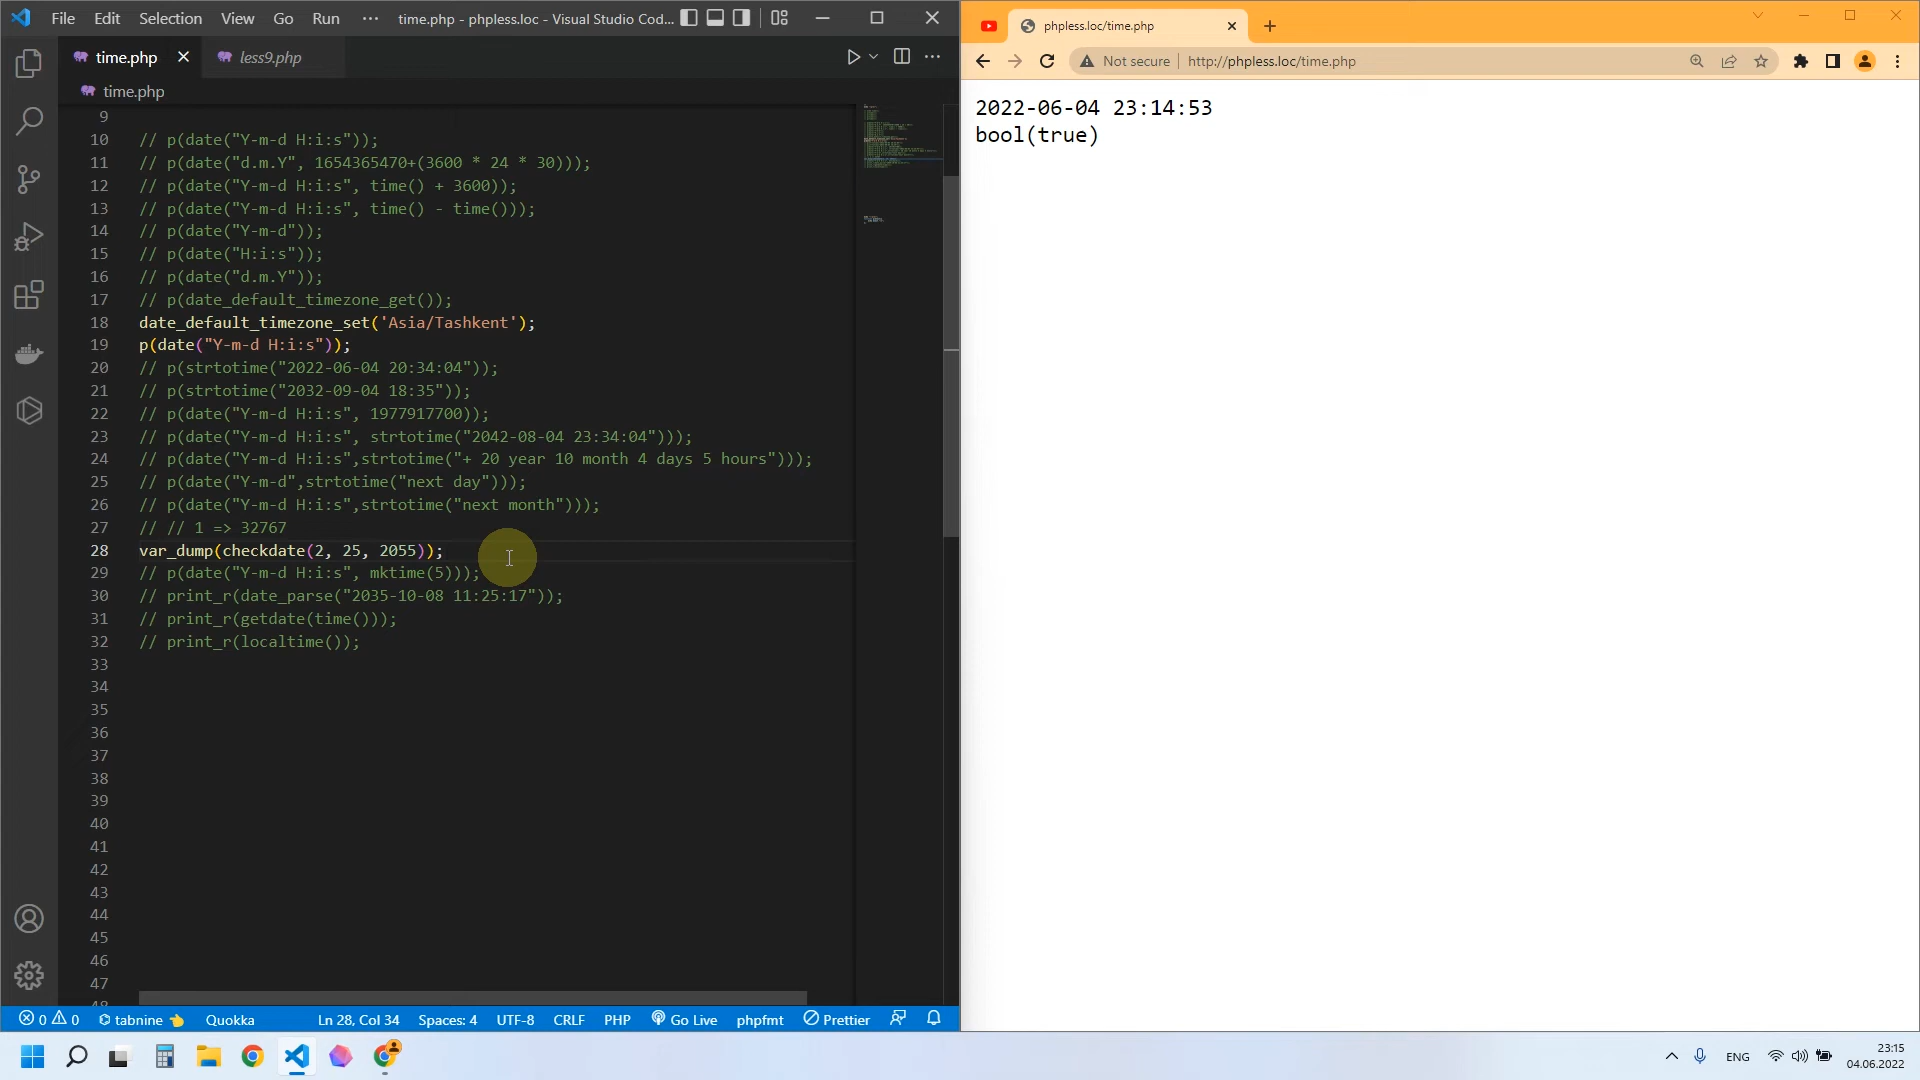 File Edit Selection View Go Run ··· time.php - phpless.loc - Visual Studio Cod...
time.php less9.php
time.php
9
10 // p(date("Y-m-d H:i:s"));
11 // p(date("d.m.Y", 1654365470+(3600 * 24 * 30)));
12 // p(date("Y-m-d H:i:s", time() + 3600));
13 // p(date("Y-m-d H:i:s", time() - time()));
14 // p(date("Y-m-d"));
15 // p(date("H:i:s"));
16 // p(date("d.m.Y"));
17 // p(date_default_timezone_get());
18 date_default_timezone_set('Asia/Tashkent');
19 p(date("Y-m-d H:i:s"));
20 // p(strtotime("2022-06-04 20:34:04"));
21 // p(strtotime("2032-09-04 18:35"));
22 // p(date("Y-m-d H:i:s", 1977917700));
23 // p(date("Y-m-d H:i:s", strtotime("2042-08-04 23:34:04")));
24 // p(date("Y-m-d H:i:s",strtotime("+ 20 year 10 month 4 days 5 hours")));
25 // p(date("Y-m-d",strtotime("next day")));
26 // p(date("Y-m-d H:i:s",strtotime("next month")));
27 // // 1 => 32767
28 var_dump(checkdate(2, 25, 2055));
29 // p(date("Y-m-d H:i:s", mktime(5)));
30 // print_r(date_parse("2035-10-08 11:25:17"));
31 // print_r(getdate(time()));
32 // print_r(localtime());
33
34
35
36
37
38
39
40
41
42
43
44
45
46
47
0 0 tabnine Quokka Ln 28, Col 34 Spaces: 4 UTF-8 CRLF PHP Go Live phpfmt Prettier
phpless.loc/time.php
Not secure | http://phpless.loc/time.php
2022-06-04 23:14:53
bool(true)
ENG
23:15
04.06.2022